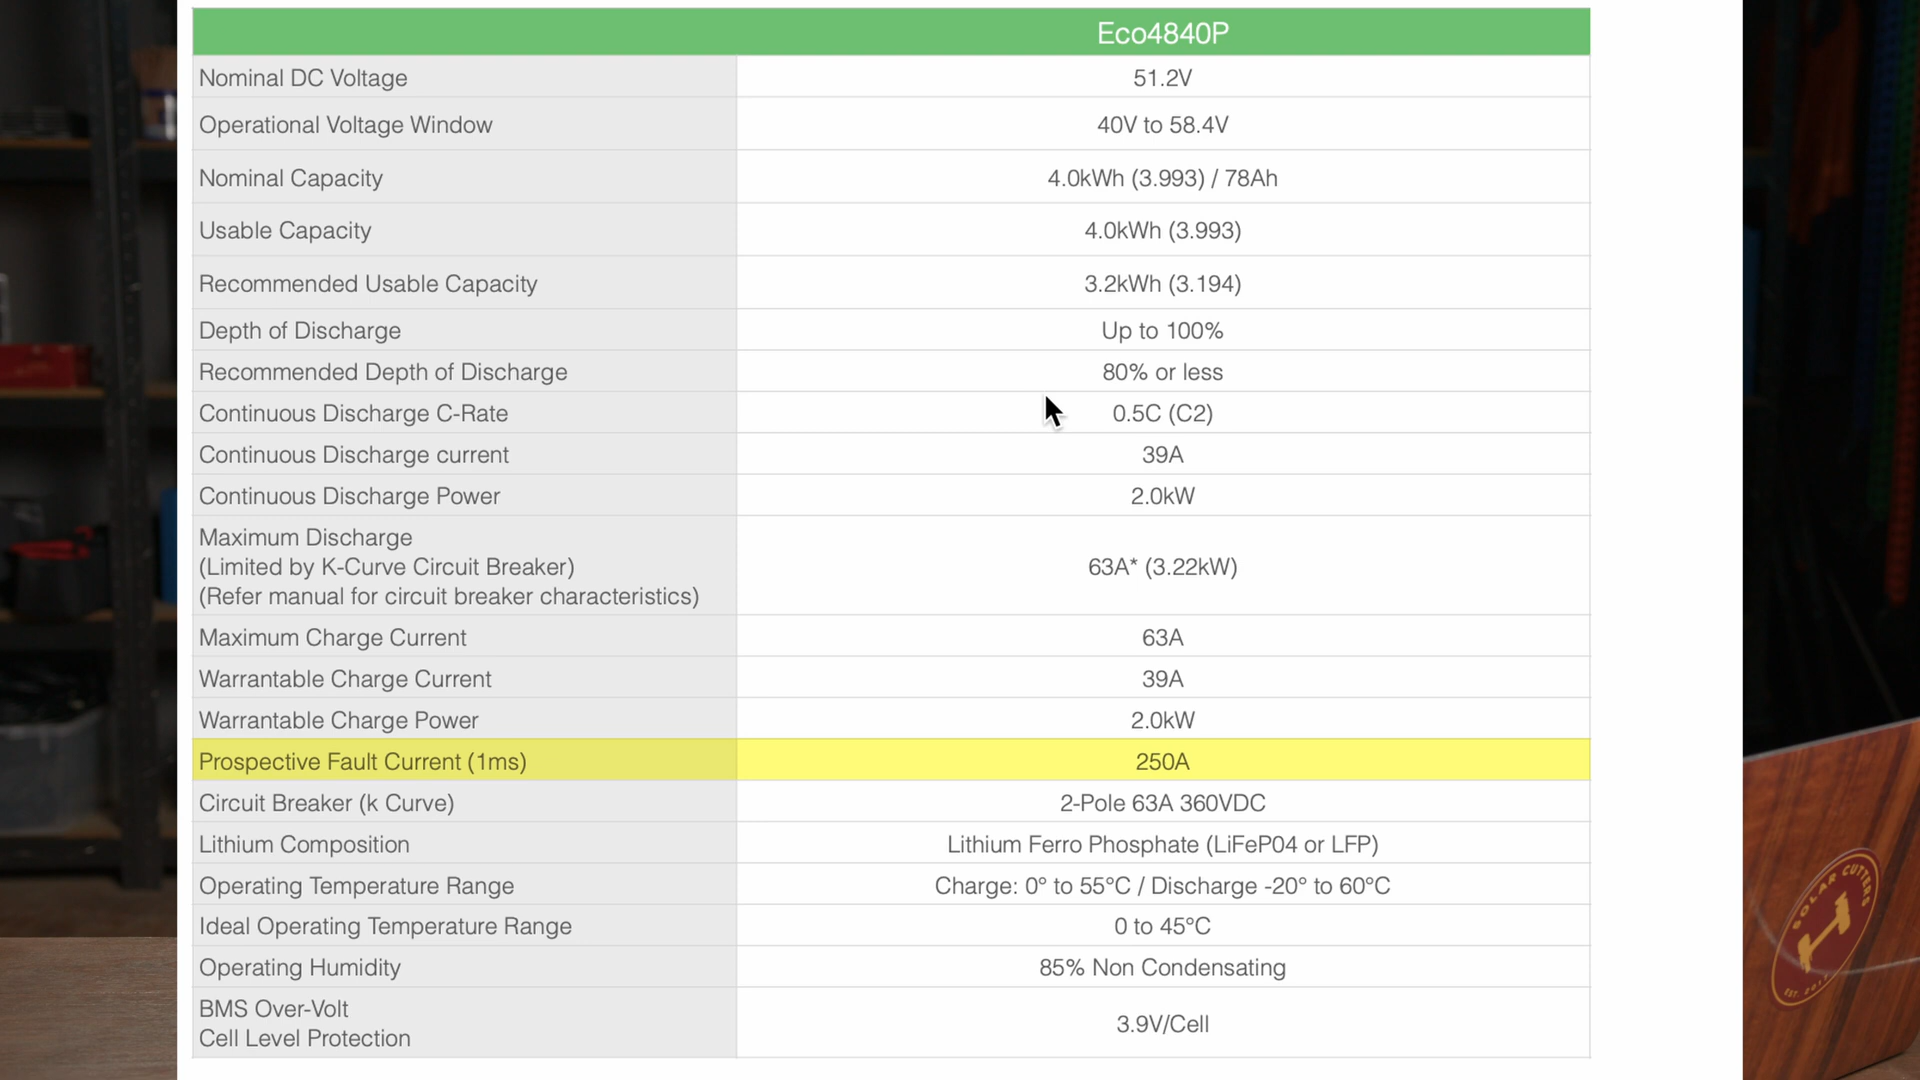 Eco4840P
Nominal DC Voltage 51.2V
Operational Voltage Window 40V to 58.4V
Nominal Capacity 4.0kWh (3.993) / 78Ah
Usable Capacity 4.0kWh (3.993)
Recommended Usable Capacity 3.2kWh (3.194)
Depth of Discharge Up to 100%
Recommended Depth of Discharge 80% or less
Continuous Discharge C-Rate 0.5C (C2)
Continuous Discharge current 39A
Continuous Discharge Power 2.0kW
Maximum Discharge
(Limited by K-Curve Circuit Breaker) 63A* (3.22kW)
(Refer manual for circuit breaker characteristics)
Maximum Charge Current 63A
Warrantable Charge Current 39A
Warrantable Charge Power 2.0kW
Prospective Fault Current (1ms) 250A
Circuit Breaker (k Curve) 2-Pole 63A 360VDC
Lithium Composition Lithium Ferro Phosphate (LiFeP04 or LFP)
Operating Temperature Range Charge: 0° to 55°C / Discharge -20° to 60°C
Ideal Operating Temperature Range 0 to 45°C
Operating Humidity 85% Non Condensating
BMS Over-Volt
Cell Level Protection 3.9V/Cell
SOLAR CUTTERS
EST.